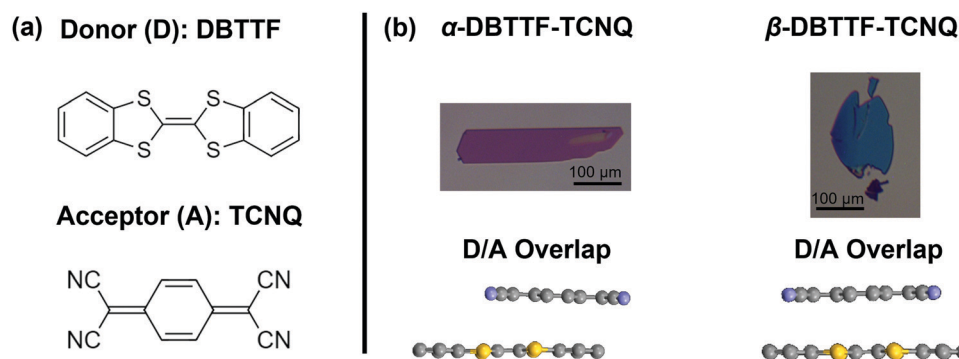 (a) Donor (D): DBTTF
S S
S S
Acceptor (A): TCNQ
NC CN
NC CN
(b) α-DBTTF-TCNQ β-DBTTF-TCNQ
100 μm 100 μm
D/A Overlap D/A Overlap